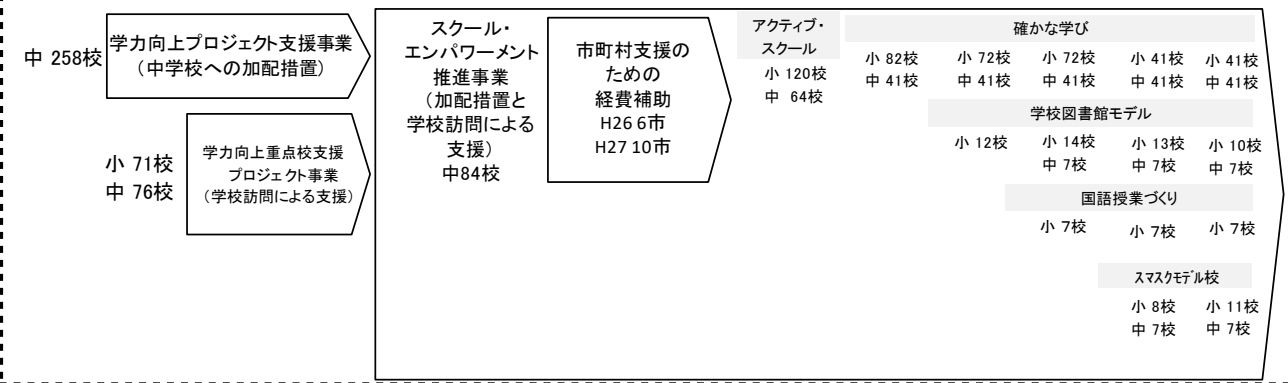 中 258校
学力向上プロジェクト支援事業
（中学校への加配措置）
小 71校
中 76校
学力向上重点校支援
プロジェクト事業
（学校訪問による支援）
スクール・
エンパワーメント
推進事業
（加配措置と
学校訪問による
支援）
中84校
市町村支援の
ための
経費補助
H26 6市
H27 10市
アクティブ・
スクール
小 120校
中 64校
確かな学び
小 82校 小 72校 小 72校 小 41校 小 41校
中 41校 中 41校 中 41校 中 41校 中 41校
学校図書館モデル
小 12校 小 14校 小 13校 小 10校
中 7校 中 7校 中 7校
国語授業づくり
小 7校 小 7校 小 7校
スマスクモデル校
小 8校 小 11校
中 7校 中 7校